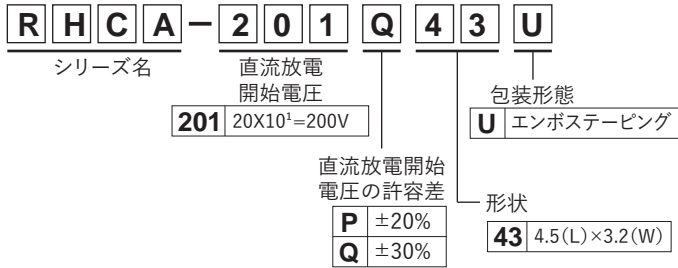 RHCA-201Q43U
シリーズ名
直流放電
開始電圧
201 20X10¹=200V
包装形態
U エンボステーピング
直流放電開始
電圧の許容差
P ±20%
Q ±30%
形状
43 4.5(L)×3.2(W)